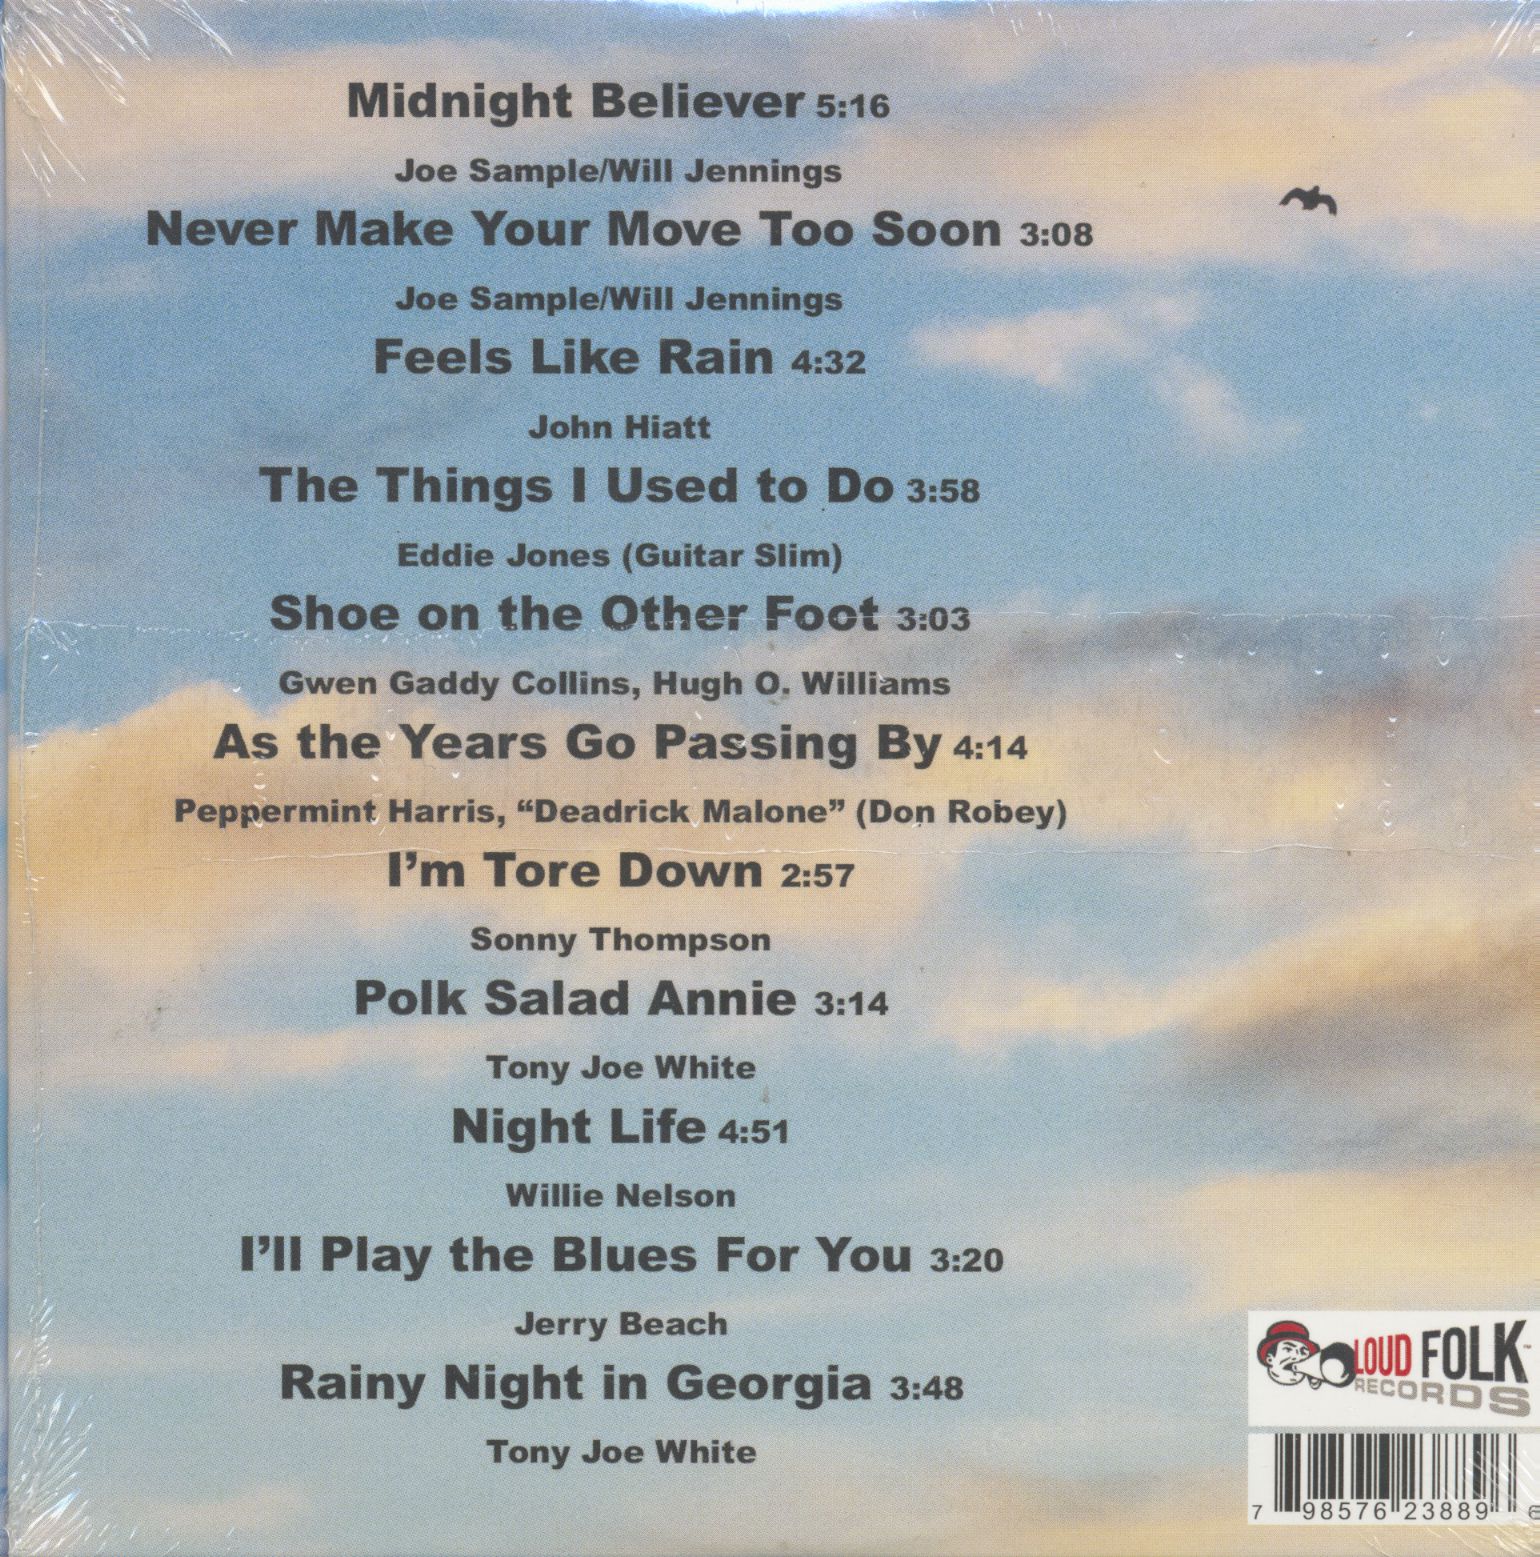 Midnight Believer 5:16
Joe Sample/Will Jennings
Never Make Your Move Too Soon 3:08
Joe Sample/Will Jennings
Feels Like Rain 4:32
John Hiatt
The Things I Used to Do 3:58
Eddie Jones (Guitar Slim)
Shoe on the Other Foot 3:03
Gwen Gaddy Collins, Hugh O. Williams
As the Years Go Passing By 4:14
Peppermint Harris, “Deadrick Malone” (Don Robey)
I’m Tore Down 2:57
Sonny Thompson
Polk Salad Annie 3:14
Tony Joe White
Night Life 4:51
Willie Nelson
I’ll Play the Blues For You 3:20
Jerry Beach
Rainy Night in Georgia 3:48
Tony Joe White
LOUD FOLK™
RECORDS
7 98576 23889 6